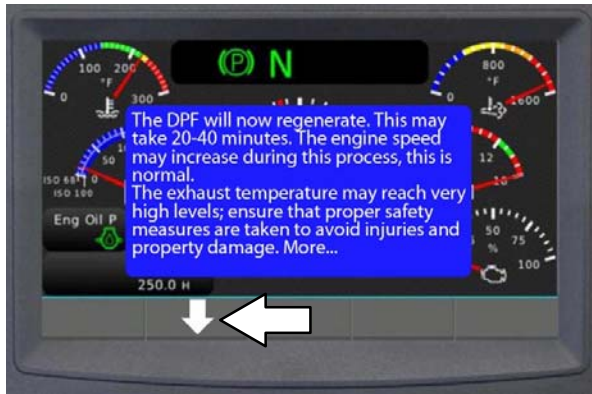 (P) N
100 200
°F
0
300
800
°F
0
1600
The DPF will now regenerate. This may
take 20-40 minutes. The engine speed
may increase during this process, this is
normal.
The exhaust temperature may reach very
high levels; ensure that proper safety
measures are taken to avoid injuries and
property damage. More...
50
0
ISO 100
12
Eng Oil P
50 75
%
100
250.0 H